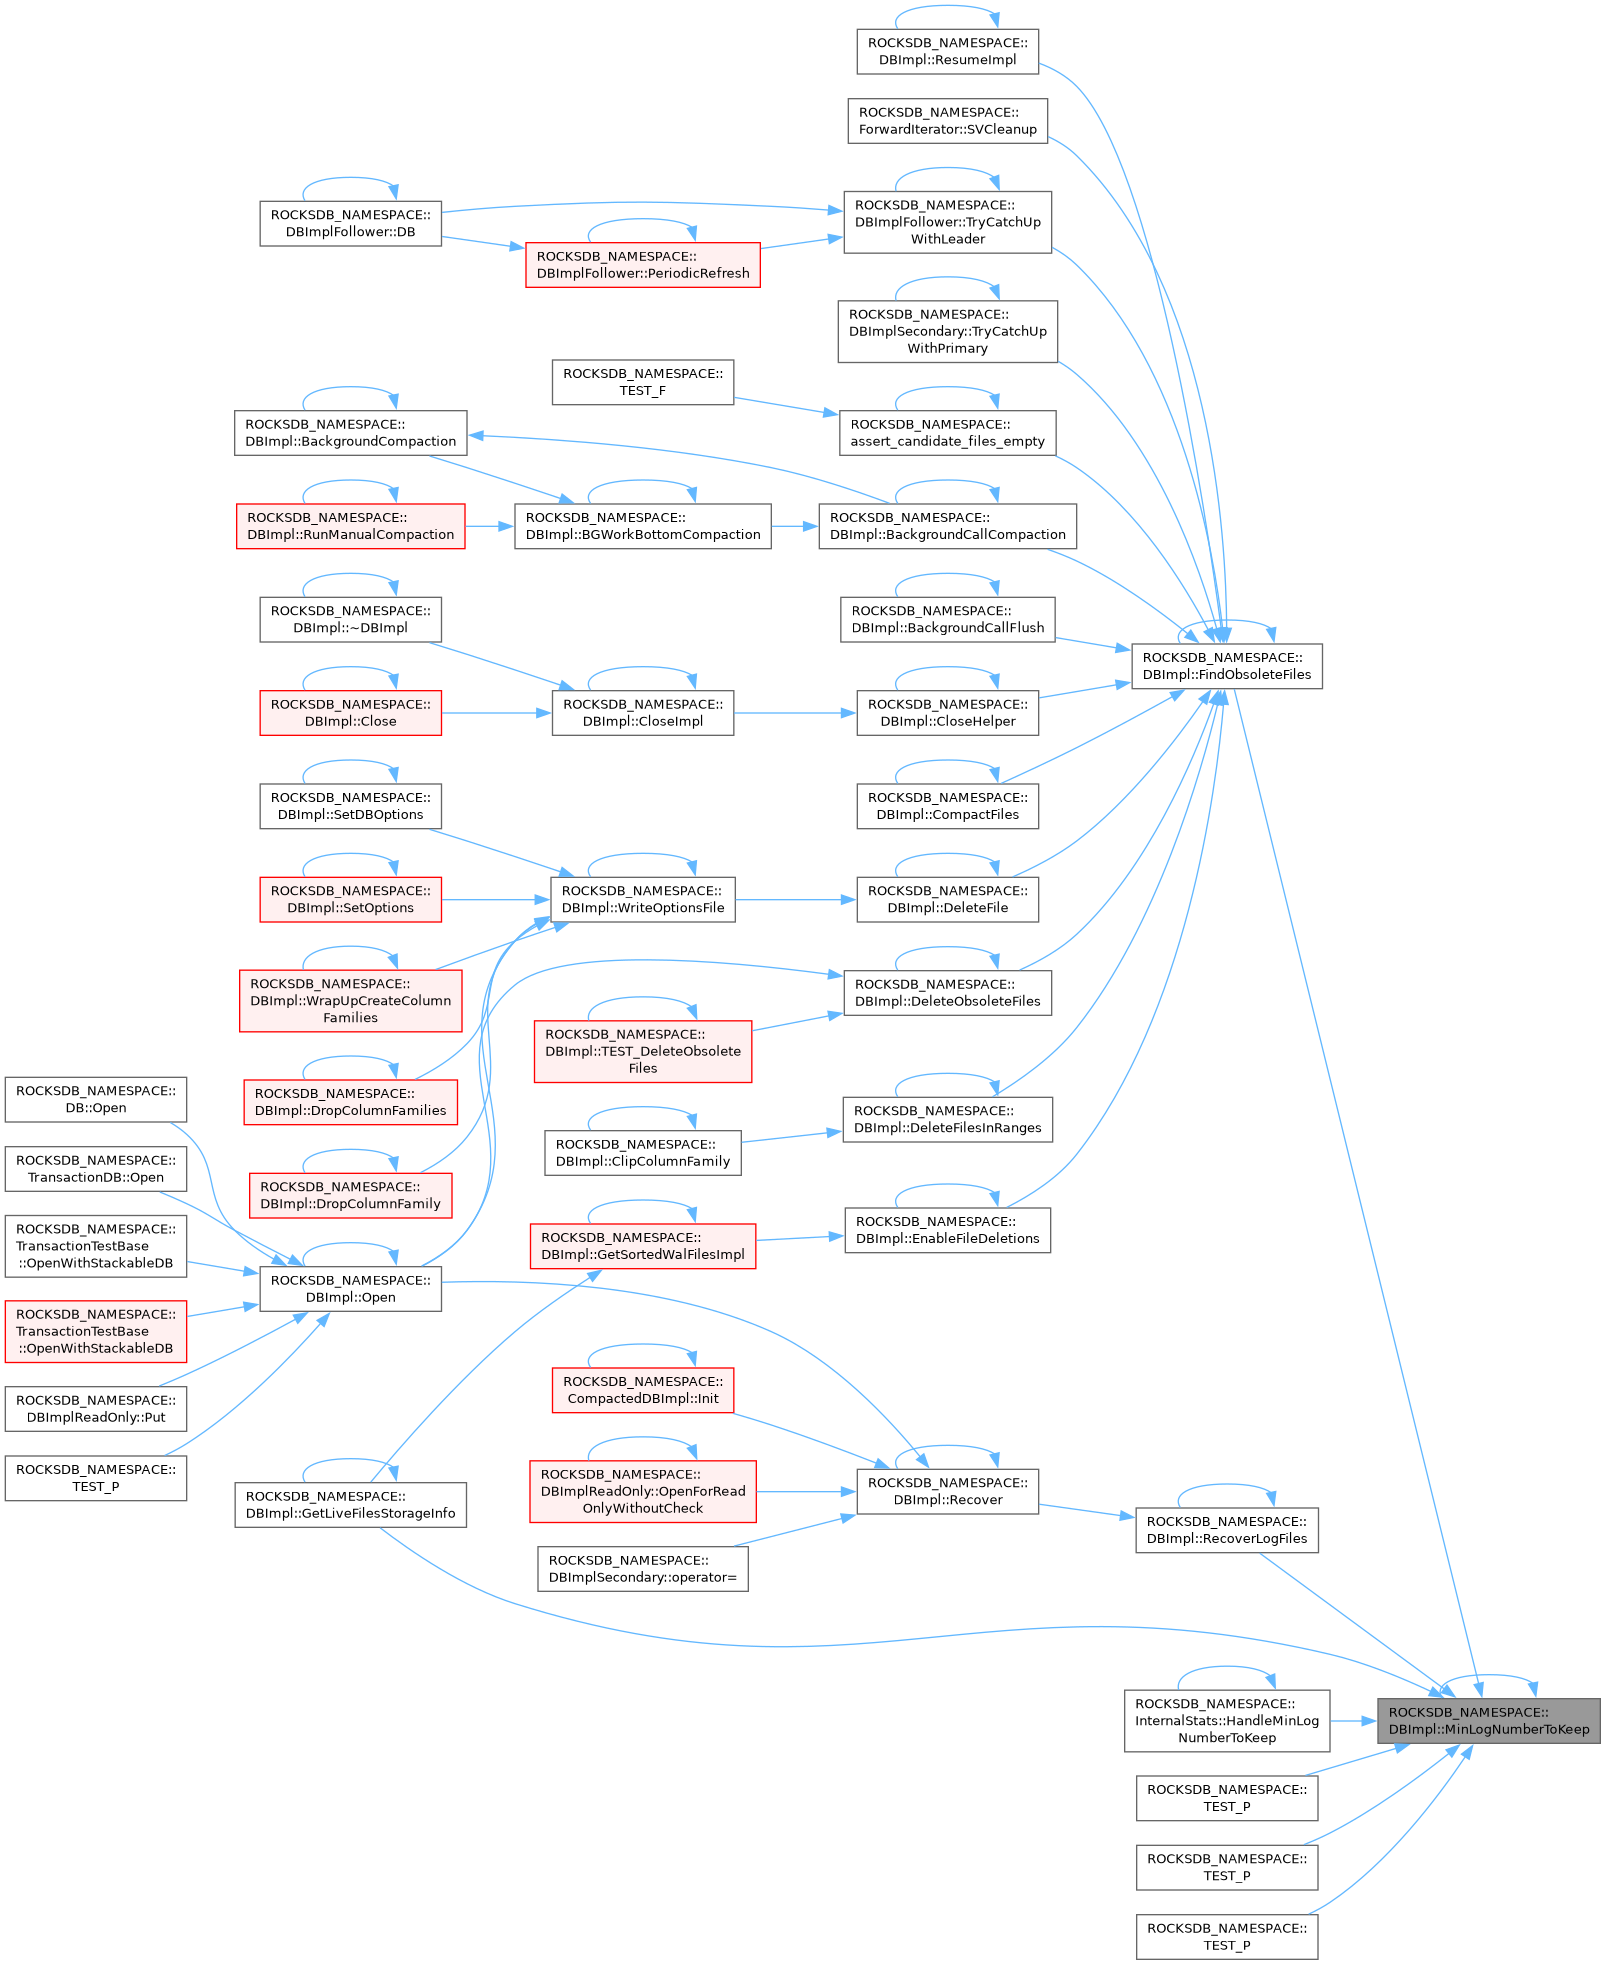 ROCKSDB_NAMESPACE::
DBImpl::ResumeImpl
ROCKSDB_NAMESPACE::
ForwardIterator::SVCleanup
ROCKSDB_NAMESPACE::
DBImplFollower::TryCatchUp
WithLeader
ROCKSDB_NAMESPACE::
DBImplFollower::DB
ROCKSDB_NAMESPACE::
DBImplFollower::PeriodicRefresh
ROCKSDB_NAMESPACE::
DBImplSecondary::TryCatchUp
WithPrimary
ROCKSDB_NAMESPACE::
TEST_F
ROCKSDB_NAMESPACE::
assert_candidate_files_empty
ROCKSDB_NAMESPACE::
DBImpl::BackgroundCompaction
ROCKSDB_NAMESPACE::
DBImpl::RunManualCompaction
ROCKSDB_NAMESPACE::
DBImpl::BGWorkBottomCompaction
ROCKSDB_NAMESPACE::
DBImpl::BackgroundCallCompaction
ROCKSDB_NAMESPACE::
DBImpl::~DBImpl
ROCKSDB_NAMESPACE::
DBImpl::BackgroundCallFlush
ROCKSDB_NAMESPACE::
DBImpl::FindObsoleteFiles
ROCKSDB_NAMESPACE::
DBImpl::Close
ROCKSDB_NAMESPACE::
DBImpl::CloseImpl
ROCKSDB_NAMESPACE::
DBImpl::CloseHelper
ROCKSDB_NAMESPACE::
DBImpl::SetDBOptions
ROCKSDB_NAMESPACE::
DBImpl::CompactFiles
ROCKSDB_NAMESPACE::
DBImpl::SetOptions
ROCKSDB_NAMESPACE::
DBImpl::WriteOptionsFile
ROCKSDB_NAMESPACE::
DBImpl::DeleteFile
ROCKSDB_NAMESPACE::
DBImpl::WrapUpCreateColumn
Families
ROCKSDB_NAMESPACE::
DBImpl::DeleteObsoleteFiles
ROCKSDB_NAMESPACE::
DBImpl::TEST_DeleteObsolete
Files
ROCKSDB_NAMESPACE::
DBImpl::DropColumnFamilies
ROCKSDB_NAMESPACE::
DB::Open
ROCKSDB_NAMESPACE::
DBImpl::DeleteFilesInRanges
ROCKSDB_NAMESPACE::
DBImpl::ClipColumnFamily
ROCKSDB_NAMESPACE::
TransactionDB::Open
ROCKSDB_NAMESPACE::
DBImpl::DropColumnFamily
ROCKSDB_NAMESPACE::
DBImpl::EnableFileDeletions
ROCKSDB_NAMESPACE::
DBImpl::GetSortedWalFilesImpl
ROCKSDB_NAMESPACE::
TransactionTestBase
::OpenWithStackableDB
ROCKSDB_NAMESPACE::
DBImpl::Open
ROCKSDB_NAMESPACE::
TransactionTestBase
::OpenWithStackableDB
ROCKSDB_NAMESPACE::
CompactedDBImpl::Init
ROCKSDB_NAMESPACE::
DBImplReadOnly::Put
ROCKSDB_NAMESPACE::
TEST_P
ROCKSDB_NAMESPACE::
DBImplReadOnly::OpenForRead
OnlyWithoutCheck
ROCKSDB_NAMESPACE::
DBImpl::Recover
ROCKSDB_NAMESPACE::
DBImpl::GetLiveFilesStorageInfo
ROCKSDB_NAMESPACE::
DBImpl::RecoverLogFiles
ROCKSDB_NAMESPACE::
DBImplSecondary::operator=
ROCKSDB_NAMESPACE::
InternalStats::HandleMinLog
NumberToKeep
ROCKSDB_NAMESPACE::
DBImpl::MinLogNumberToKeep
ROCKSDB_NAMESPACE::
TEST_P
ROCKSDB_NAMESPACE::
TEST_P
ROCKSDB_NAMESPACE::
TEST_P